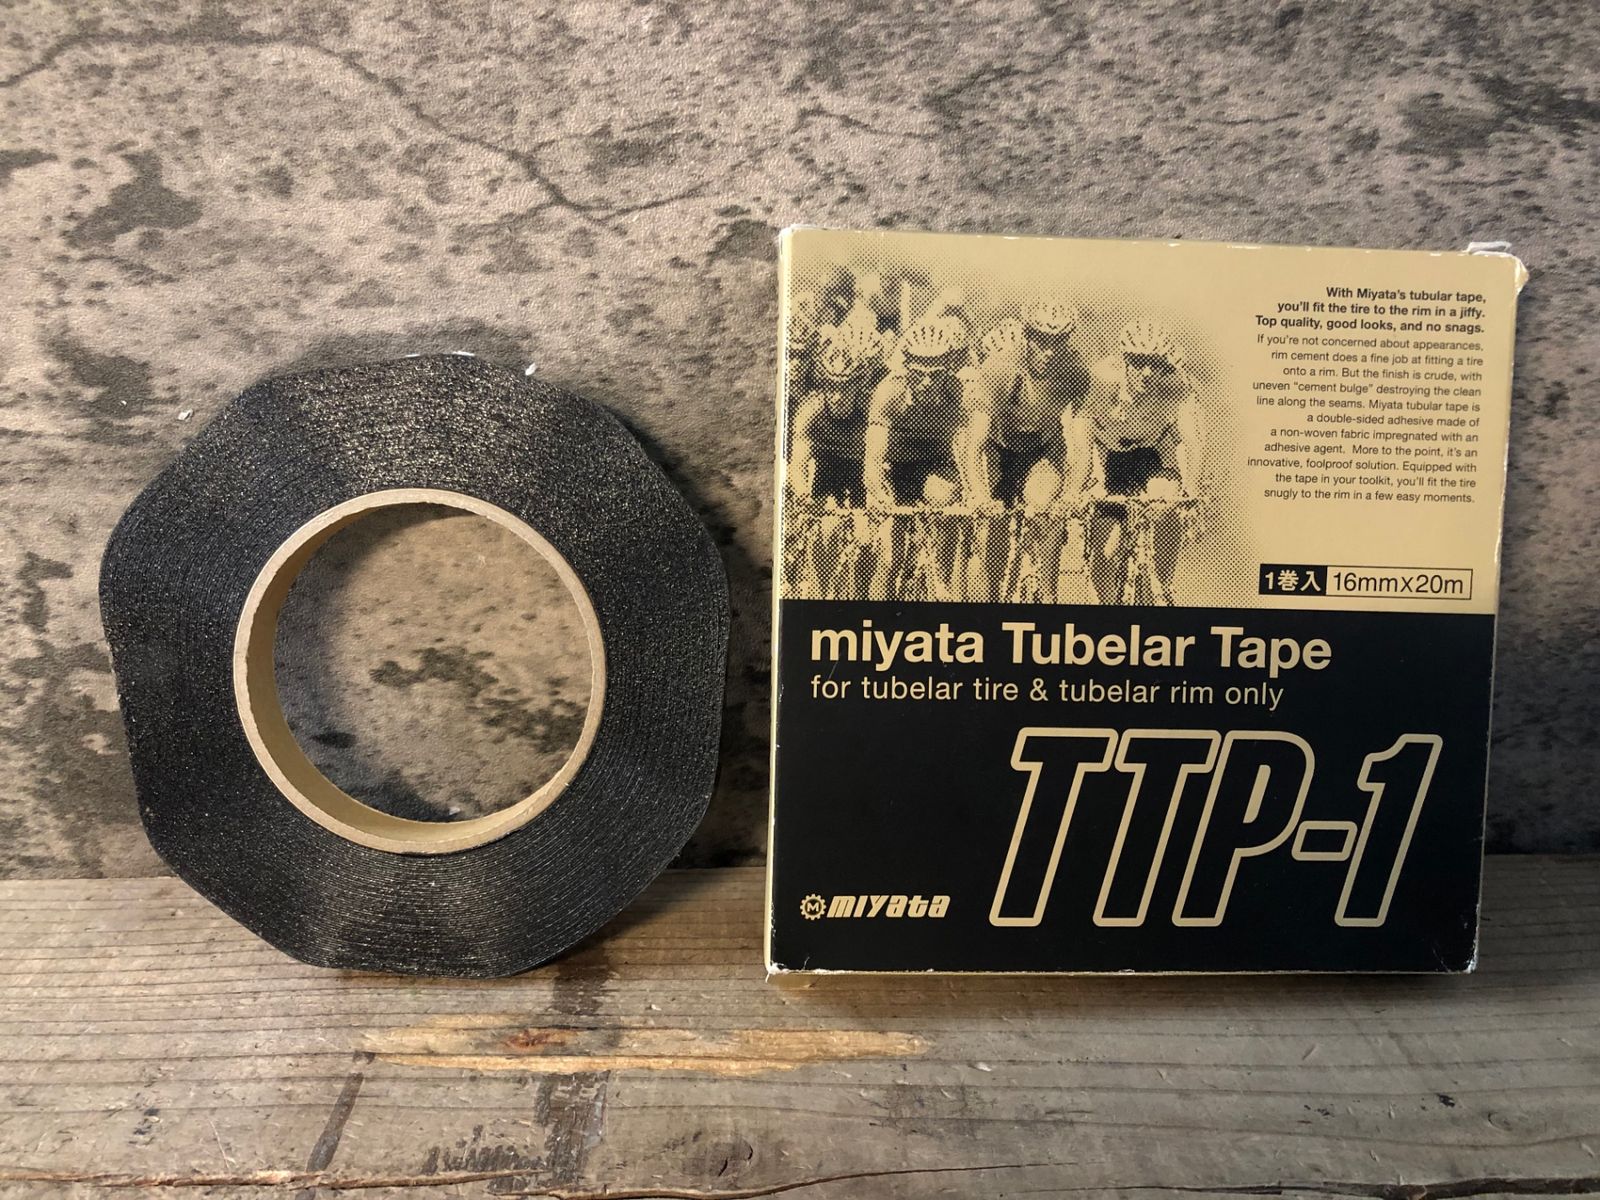 With Miyata's tubular tape,
you'll fit the tire to the rim in a jiffy.
Top quality, good looks, and no snags.
If you're not concerned about appearances,
rim cement does a fine job at fitting a tire
onto a rim. But the finish is crude, with
uneven "cement bulge" destroying the clean
line along the seams. Miyata tubular tape is
a double-sided adhesive made of
a non-woven fabric impregnated with an
adhesive agent. More to the point, it's an
innovative, foolproof solution. Equipped with
the tape in your toolkit, you'll fit the tire
snugly to the rim in a few easy moments.
1巻入 16mmx20m
miyata Tubelar Tape
for tubelar tire & tubelar rim only
TTP-1
M miyata